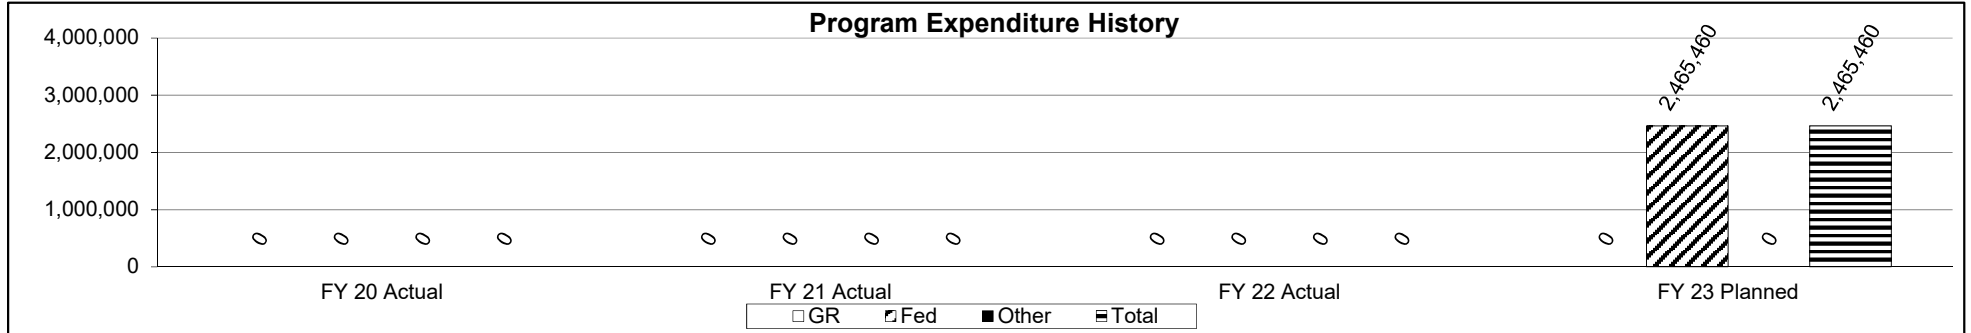 Program Expenditure History
4,000,000
3,000,000
2,000,000
1,000,000
0
0 0 0 0
0 0 0 0
0 0 0 0
0 2,465,460 0 2,465,460
FY 20 Actual FY 21 Actual FY 22 Actual FY 23 Planned
GR Fed Other Total